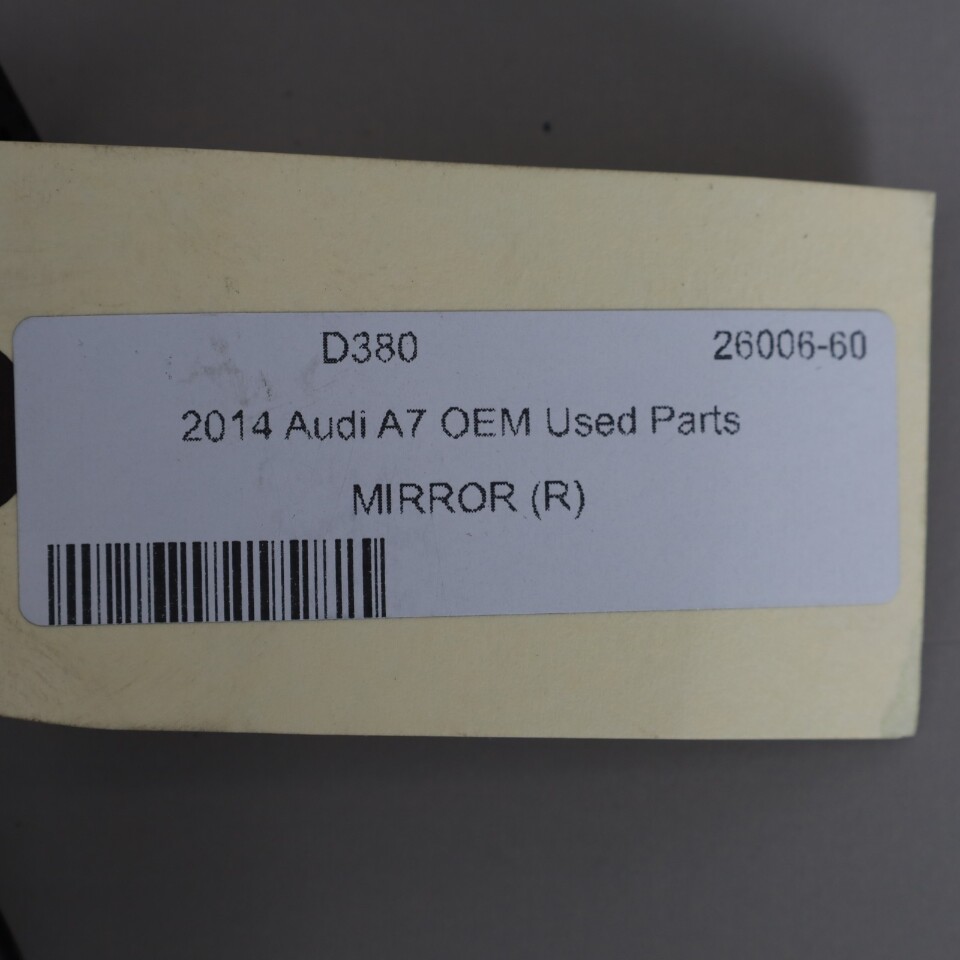 D380 26006-60
2014 Audi A7 OEM Used Parts
MIRROR (R)